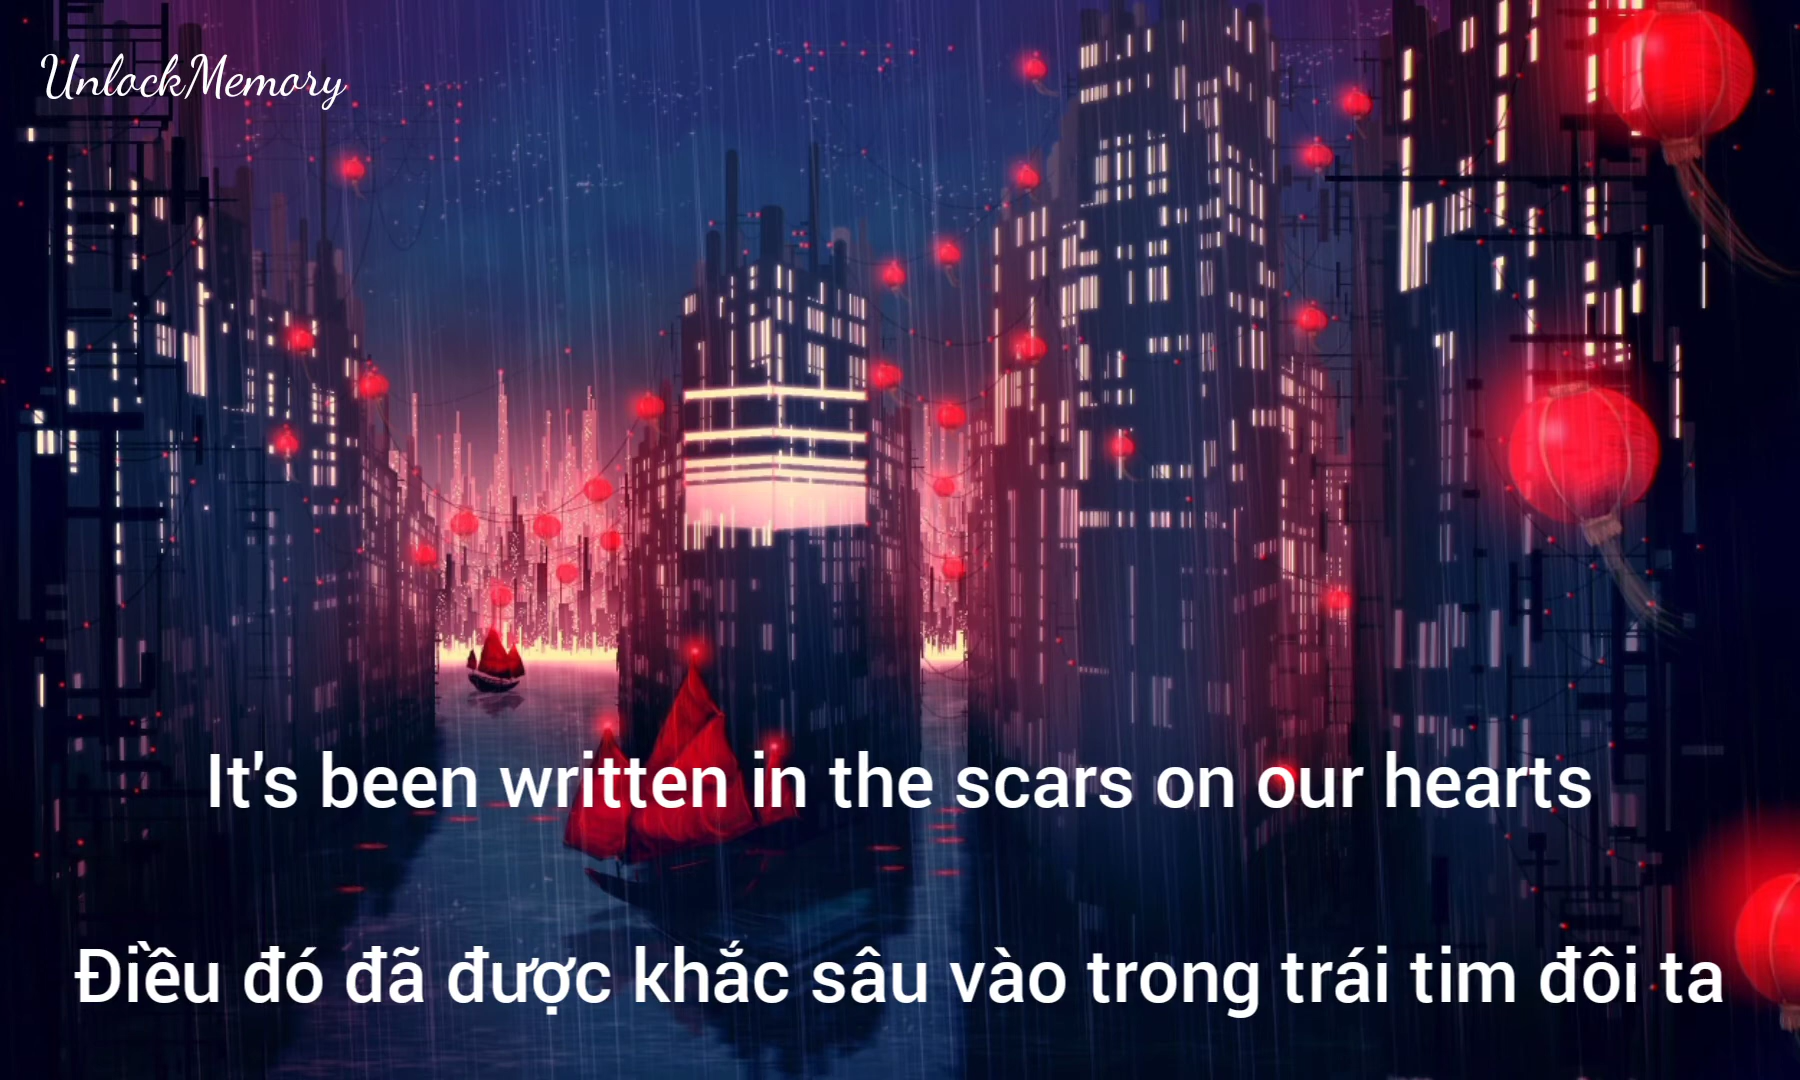 UnlockMemory
It's been written in the scars on our hearts
Điều đó đã được khắc sâu vào trong trái tim đôi ta